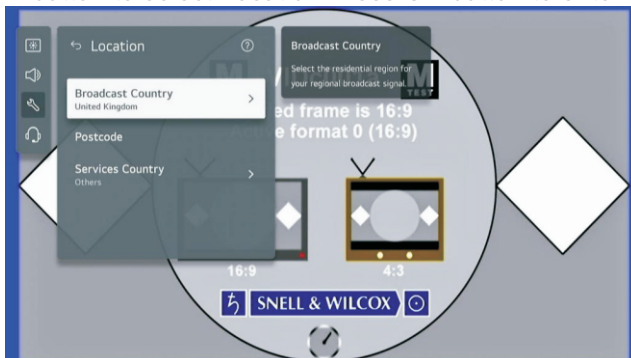 Location
Broadcast Country
United Kingdom
Postcode
Services Country
Others
Broadcast Country
Select the residential region for
your regional broadcast signal.
M
TEST
ed frame is 16:9
e format 0 (16:9)
16:9
4:3
SNELL & WILCOX